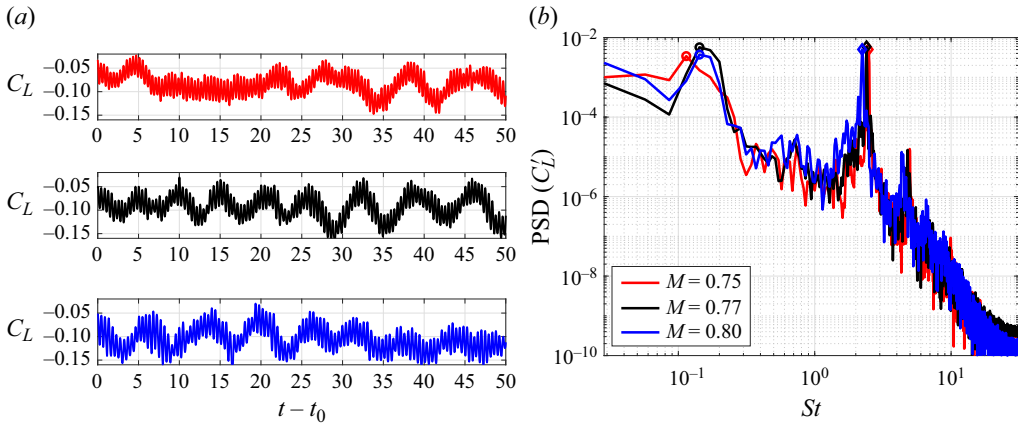 (a)
C_L
−0.05
−0.10
−0.15
0 5 10 15 20 25 30 35 40 45 50
C_L
−0.05
−0.10
−0.15
0 5 10 15 20 25 30 35 40 45 50
C_L
−0.05
−0.10
−0.15
0 5 10 15 20 25 30 35 40 45 50
t − t_0
(b)
PSD (C′_L)
10^−2
10^−4
10^−6
10^−8
10^−10
M = 0.75
M = 0.77
M = 0.80
10^−1 10^0 10^1
St